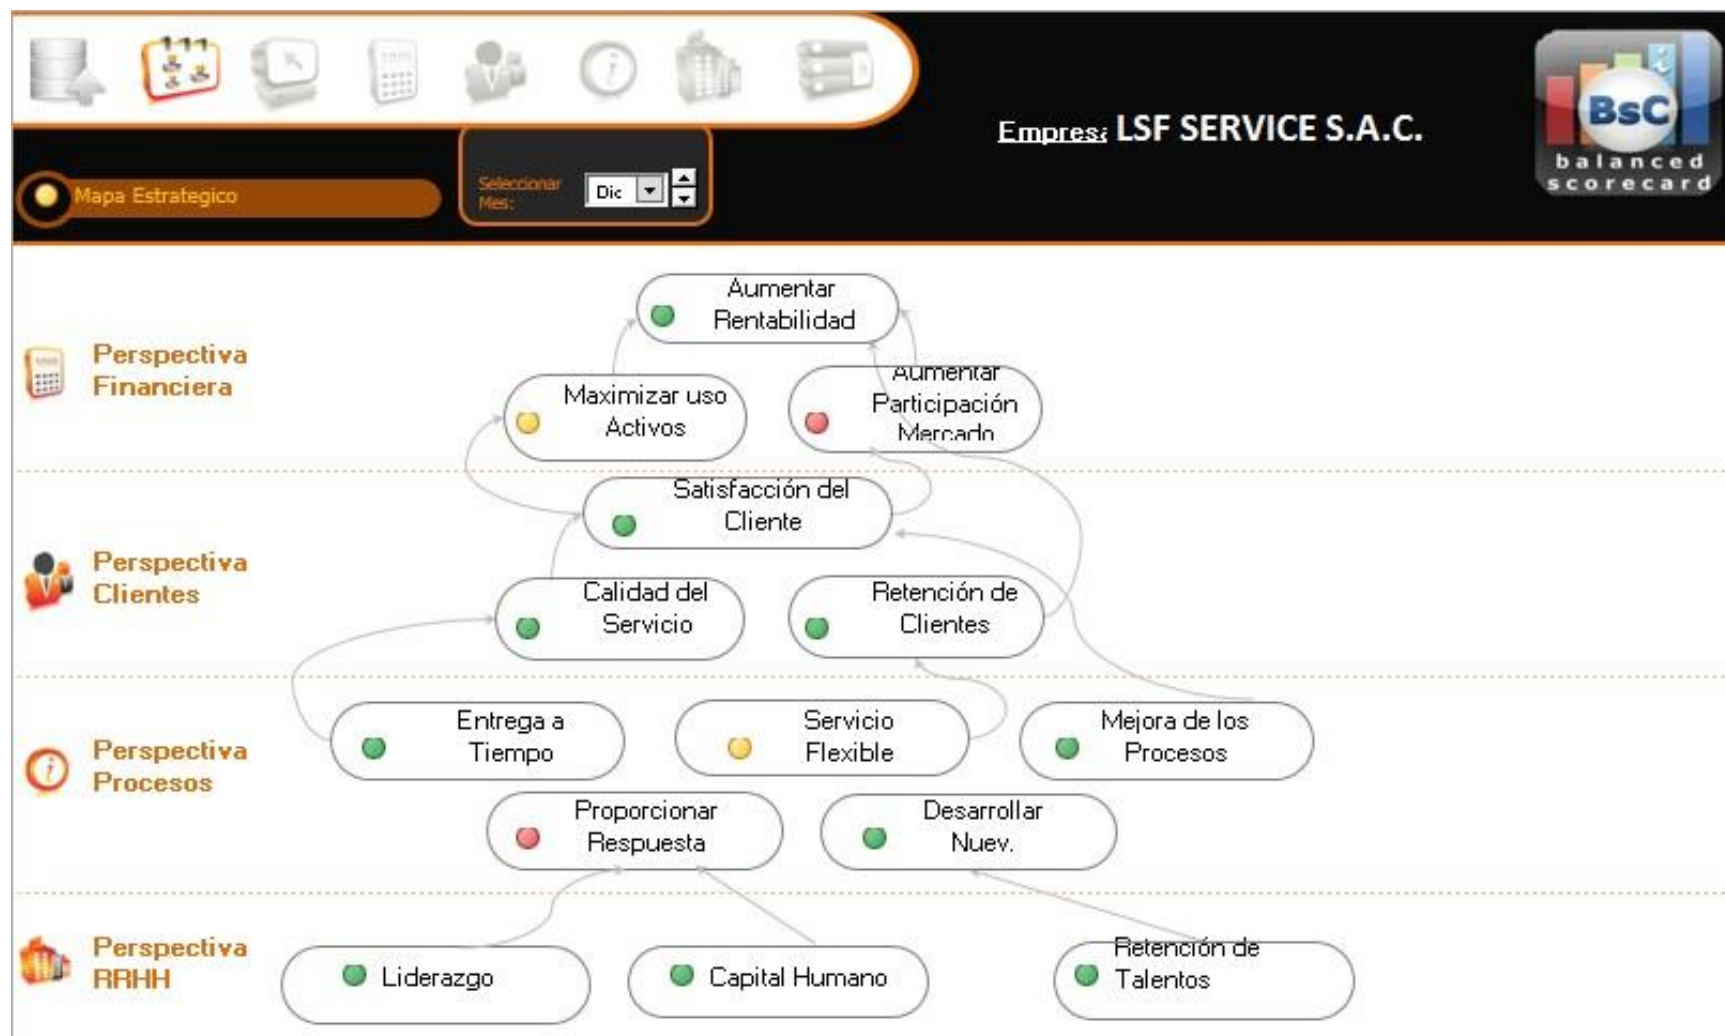 Empresa LSF SERVICE S.A.C.
BsC
balanced
scorecard
Mapa Estrategico
Seleccionar
Mes:
Dic
Perspectiva
Financiera
Aumentar
Rentabilidad
Maximizar uso
Activos
Aumentar
Participación
Mercado
Perspectiva
Clientes
Satisfacción del
Cliente
Calidad del
Servicio
Retención de
Clientes
Perspectiva
Procesos
Entrega a
Tiempo
Servicio
Flexible
Mejora de los
Procesos
Proporcionar
Respuesta
Desarrollar
Nuev.
Perspectiva
RRHH
Liderazgo
Capital Humano
Retención de
Talentos